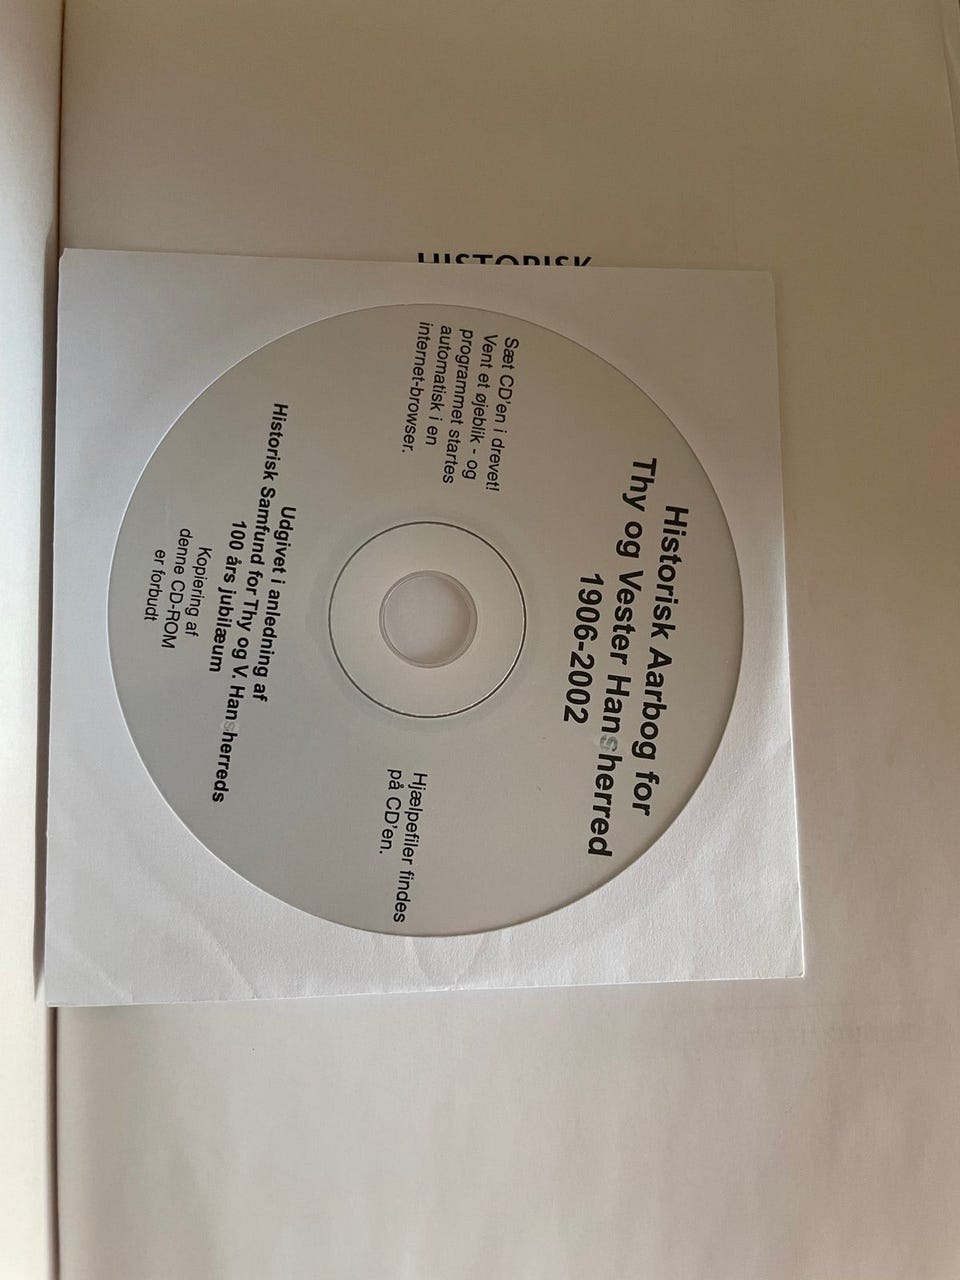 HISTORISK
Historisk Aarbog for
Thy og Vester Hansherred
1906-2002
Sæt CD'en i drevet!
Vent et øjeblik - og
programmet startes
automatisk i en
internet-browser.
Hjælpefiler findes
på CD'en.
Udgivet i anledning af
Historisk Samfund for Thy og V. Hansherreds
100 års jubilæum
Kopiering af
denne CD-ROM
er forbudt